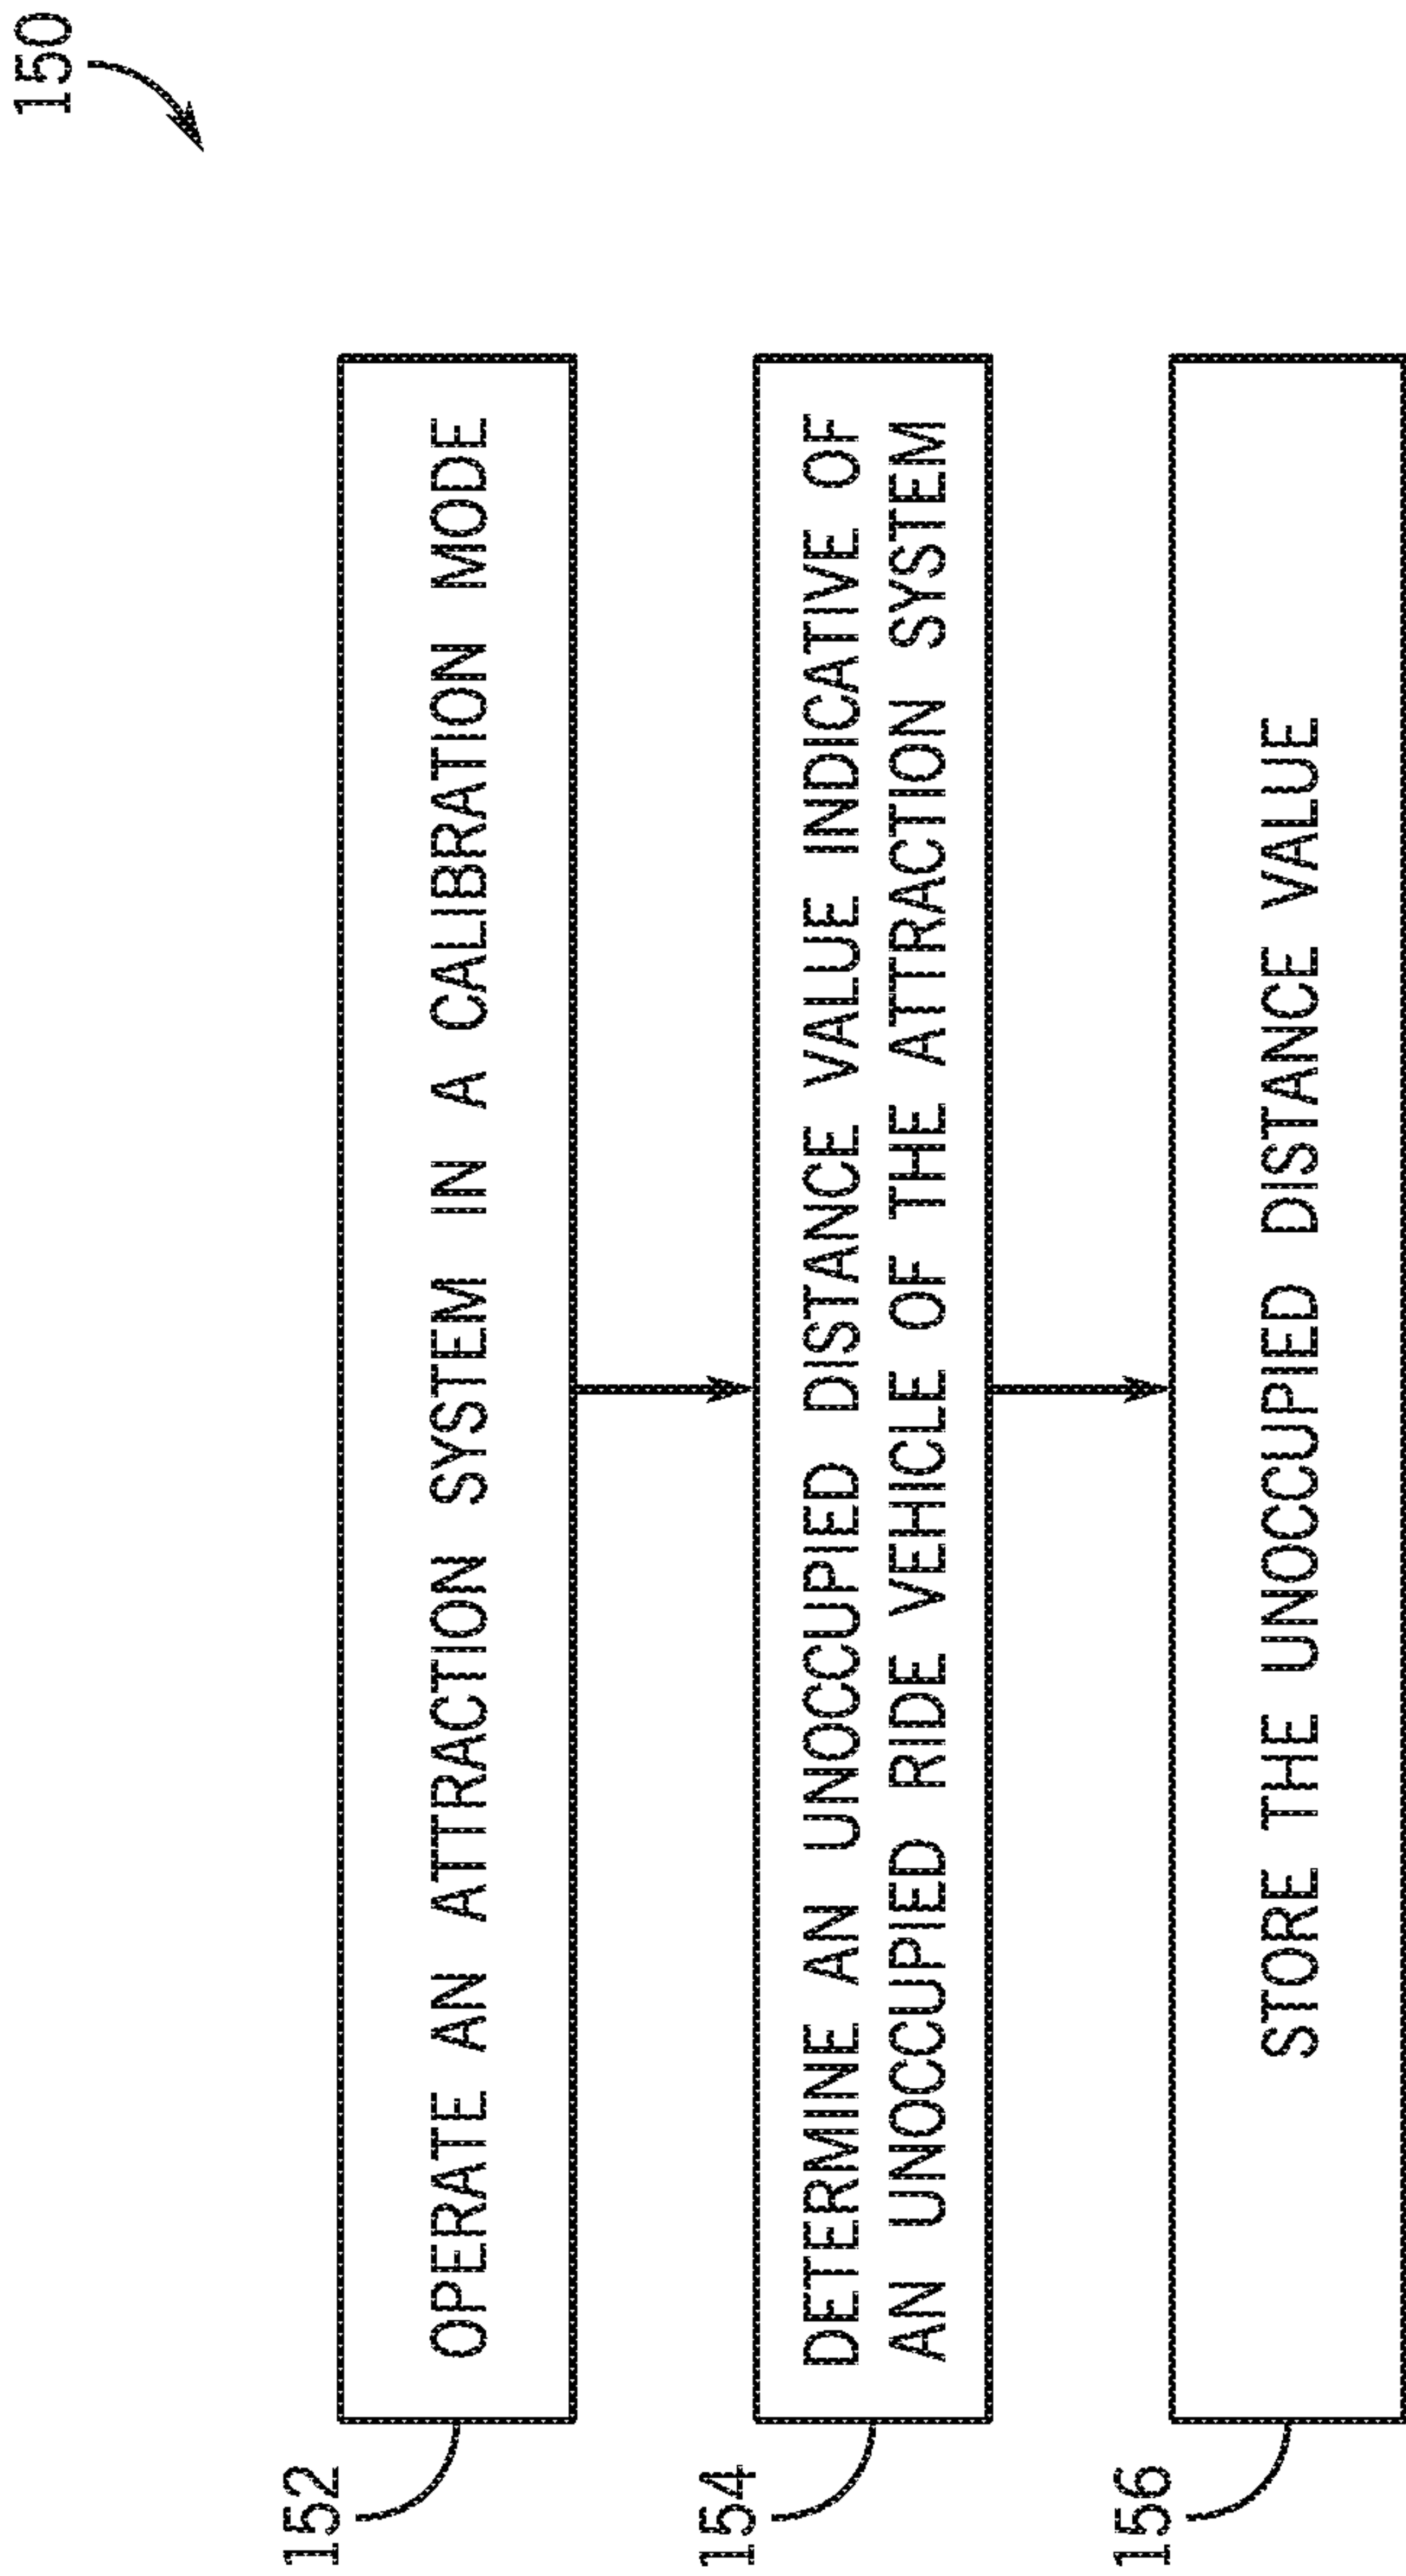 150
152
OPERATE AN ATTRACTION SYSTEM IN A CALIBRATION MODE
154
DETERMINE AN UNOCCUPIED DISTANCE VALUE INDICATIVE OF
AN UNOCCUPIED RIDE VEHICLE OF THE ATTRACTION SYSTEM
156
STORE THE UNOCCUPIED DISTANCE VALUE